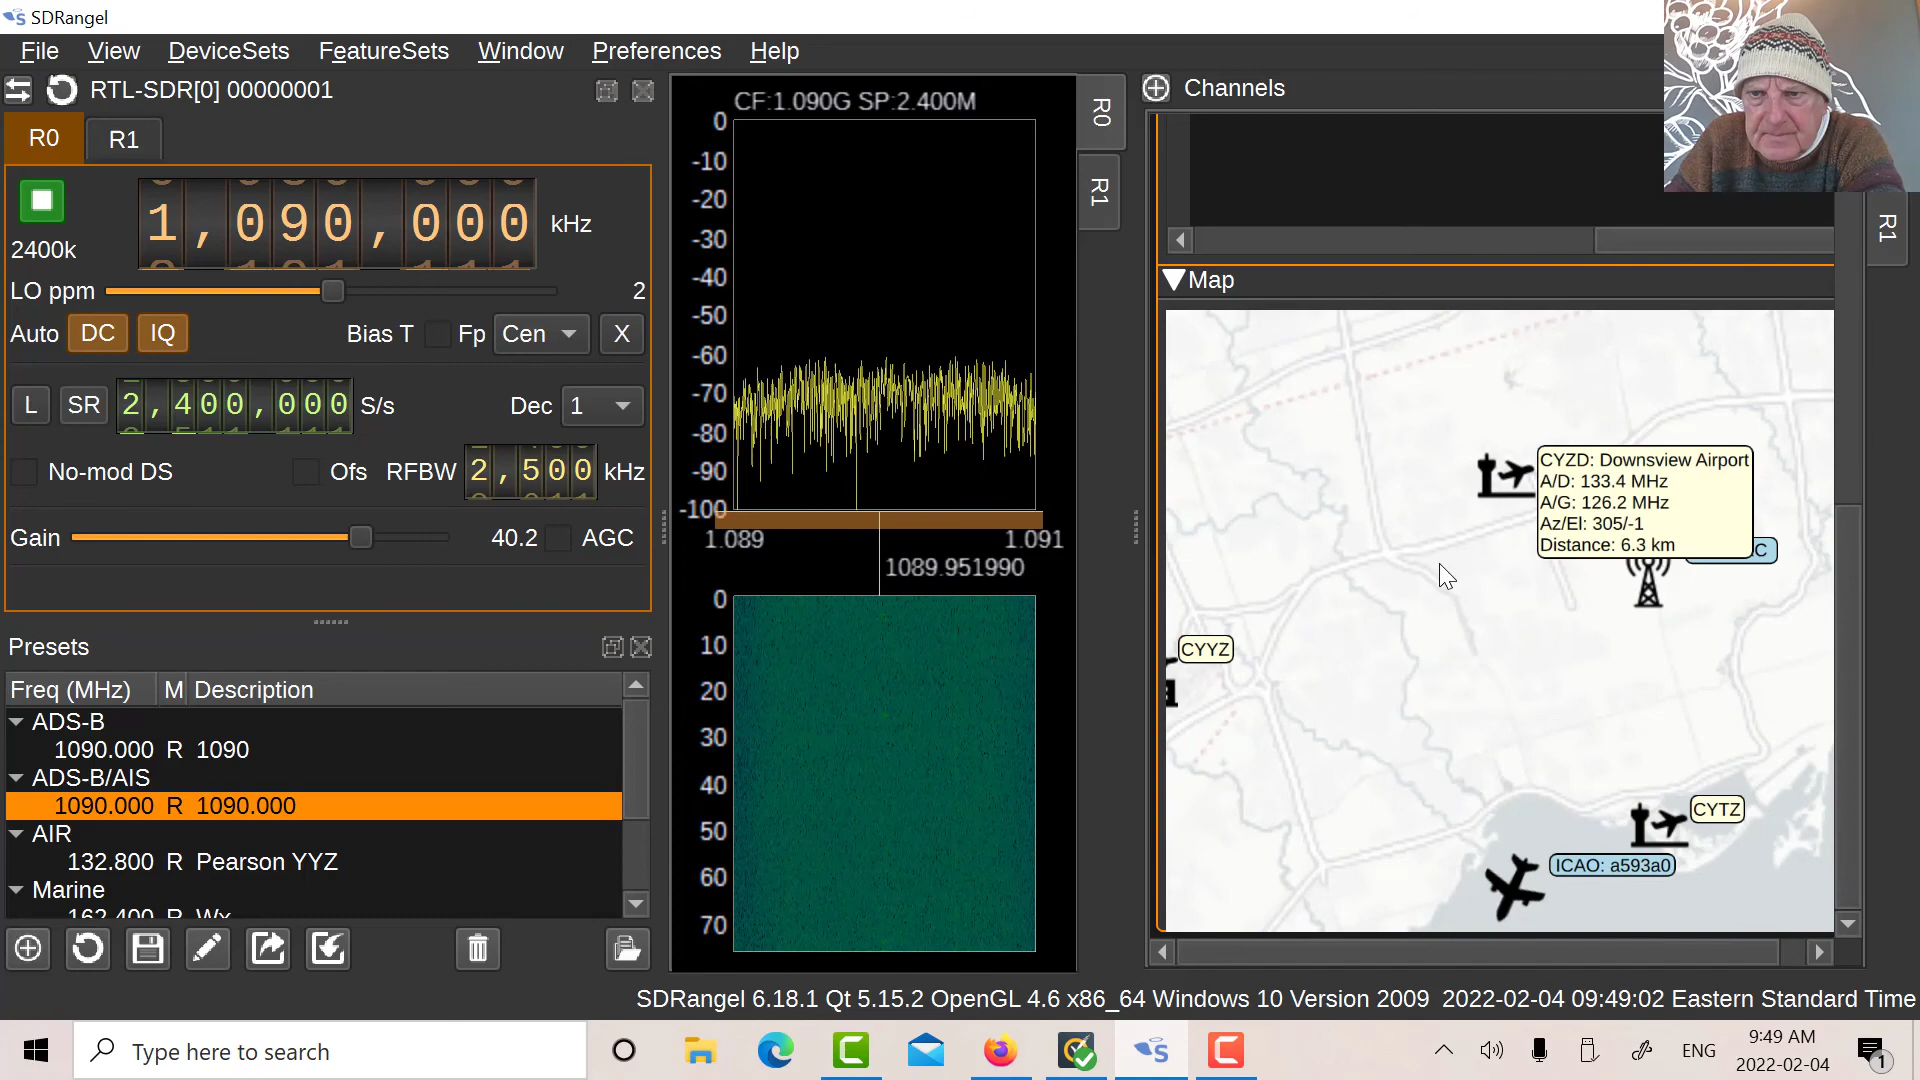 SDRangel
File View DeviceSets FeatureSets Window Preferences Help
RTL-SDR[0] 00000001
R0 R1
1,090,000 kHz
2400k
LO ppm 2
Auto DC IQ Bias T Fp Cen X
L SR 2,400,000 S/s Dec 1
No-mod DS Ofs RFBW 2,500 kHz
Gain 40.2 AGC
Presets
Freq (MHz) M Description
ADS-B
1090.000 R 1090
ADS-B/AIS
1090.000 R 1090.000
AIR
132.800 R Pearson YYZ
Marine
162.400 R Wx
CF:1.090G SP:2.400M
0
-10
-20
-30
-40
-50
-60
-70
-80
-90
-100
1.089 1.091
1089.951990
0
10
20
30
40
50
60
70
R0
R1
Channels
R1
Map
CYZD: Downsview Airport
A/D: 133.4 MHz
A/G: 126.2 MHz
Az/El: 305/-1
Distance: 6.3 km
C
CYYZ
CYTZ
ICAO: a593a0
SDRangel 6.18.1 Qt 5.15.2 OpenGL 4.6 x86_64 Windows 10 Version 2009 2022-02-04 09:49:02 Eastern Standard Time
Type here to search
ENG
9:49 AM
2022-02-04
1